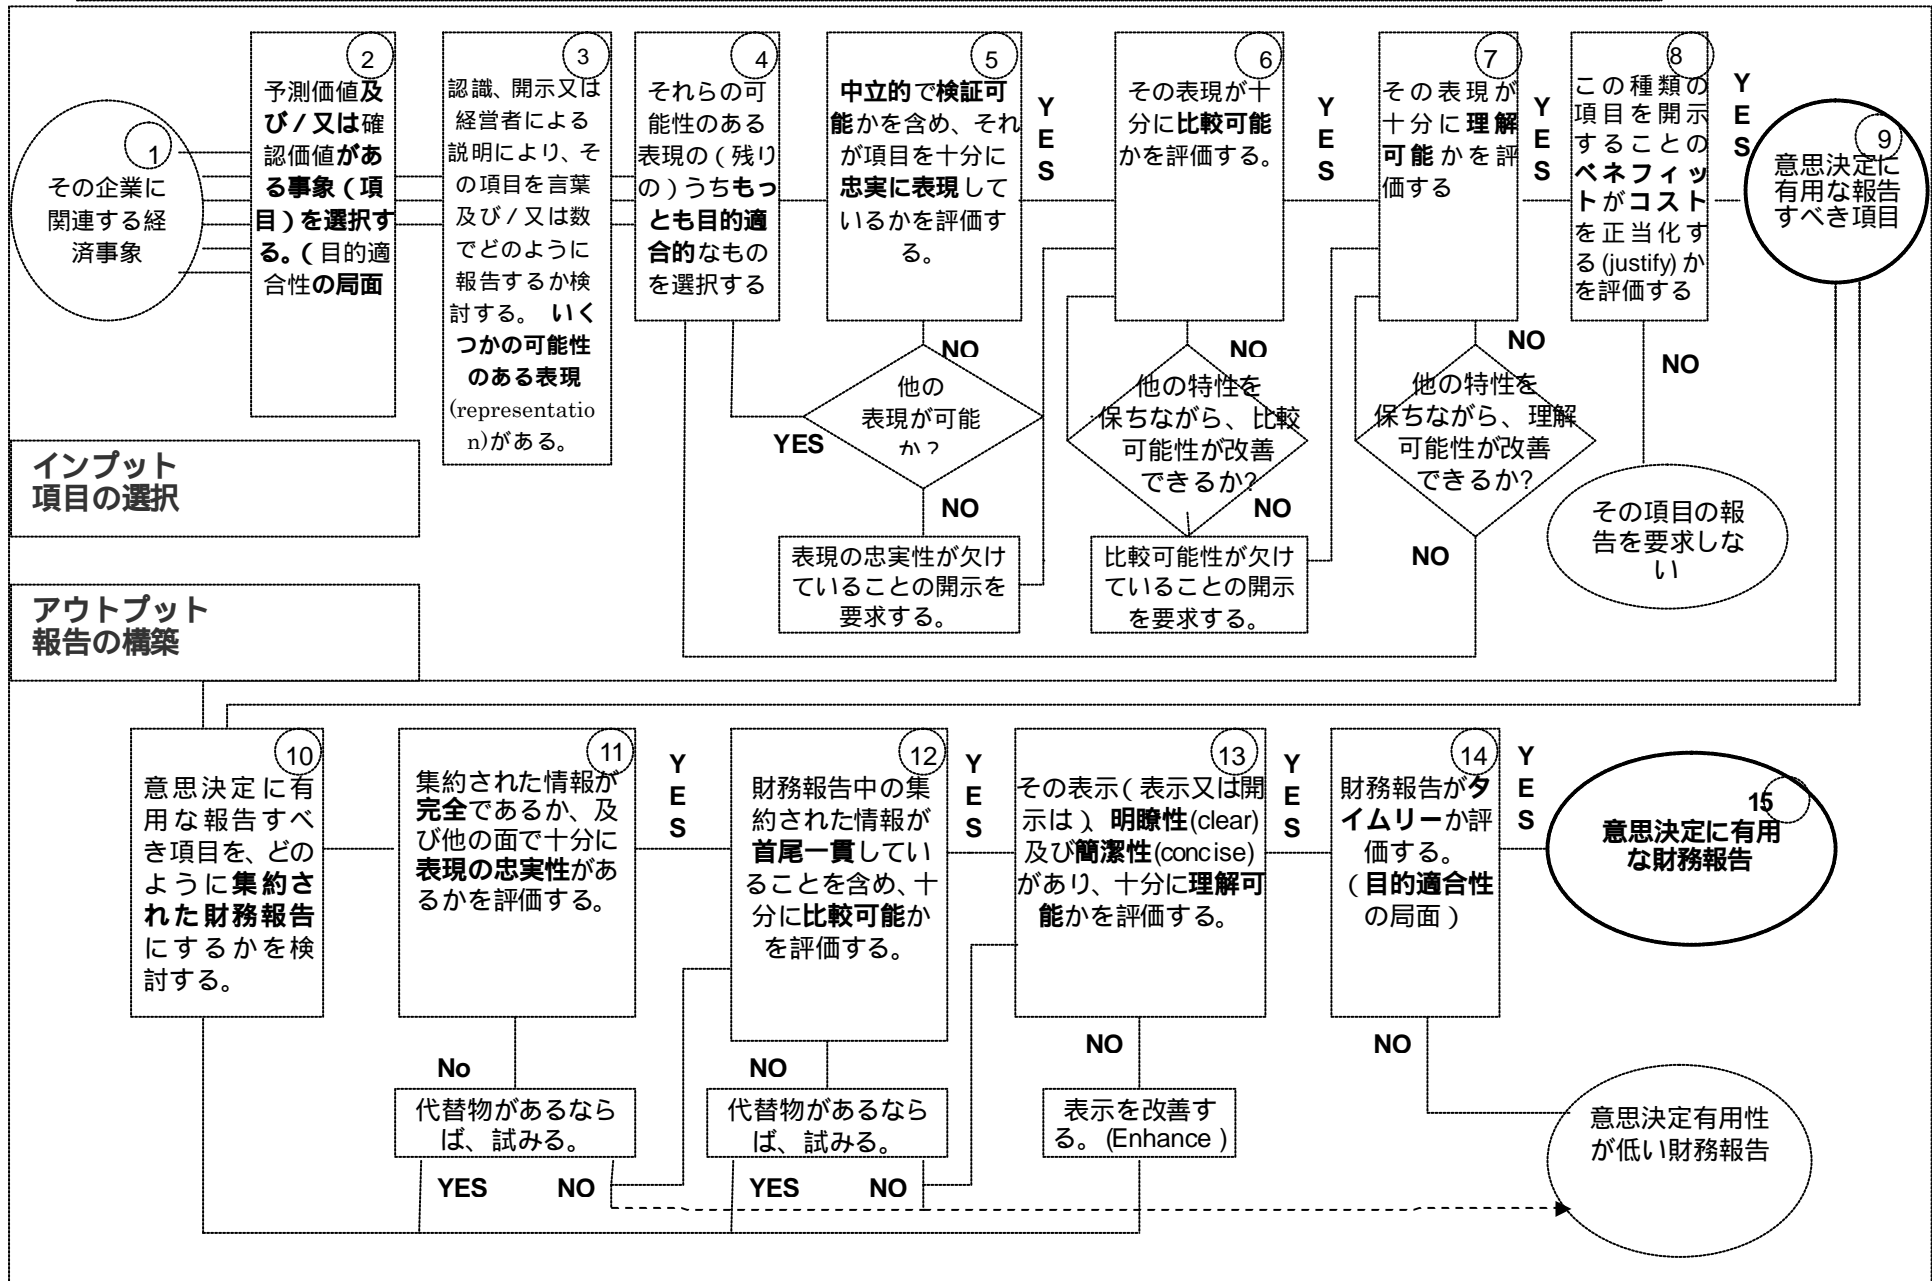 1
その企業に
関連する経
済事象
2
予測価値及
び/又は確
認価値があ
る事象(項
目)を選択す
る。(目的適
合性の局面
3
認識、開示又は
経営者による
説明により、そ
の項目を言葉
及び/又は数
でどのように
報告するか検
討する。 いく
つかの可能性
のある表現
(representatio
n)がある。
4
それらの可
能性のある
表現の(残り
の)うちもっ
とも目的適
合的なもの
を選択する
5
中立的で検証可
能かを含め、それ
が項目を十分に
忠実に表現して
いるかを評価す
る。
YES
NO
他の
表現が可能
か?
YES
NO
表現の忠実性が欠け
ていることの開示を
要求する。
6
その表現が十
分に比較可能
かを評価する。
YES
NO
他の特性を
保ちながら、比較
可能性が改善
できるか?
NO
比較可能性が欠け
ていることの開示
を要求する。
7
その表現が
十分に理解
可能かを評
価する
YES
NO
他の特性を
保ちながら、理解
可能性が改善
できるか?
NO
8
この種類の
項目を開示
することの
ベネフィッ
トがコスト
を正当化す
る(justify)か
を評価する
YES
NO
その項目の報
告を要求しな
い
9
意思決定に
有用な報告
すべき項目
インプット
項目の選択
アウトプット
報告の構築
10
意思決定に有
用な報告すべ
き項目を、どの
ように集約さ
れた財務報告
にするかを検
討する。
11
集約された情報が
完全であるか、及
び他の面で十分に
表現の忠実性があ
るかを評価する。
YES
No
代替物があるなら
ば、試みる。
YES NO
12
財務報告中の集
約された情報が
首尾一貫してい
ることを含め、十
分に比較可能か
を評価する。
YES
NO
代替物があるなら
ば、試みる。
YES NO
13
その表示(表示又は開
示は)、明瞭性(clear)
及び簡潔性(concise)
があり、十分に理解可
能かを評価する。
YES
NO
表示を改善す
る。(Enhance)
14
財務報告がタ
イムリーか評
価する。
(目的適合性
の局面)
YES
NO
15
意思決定に有用
な財務報告
意思決定有用性
が低い財務報告